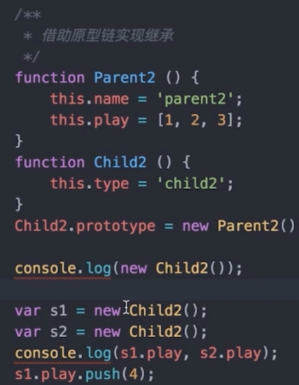 /**
 * 借助原型链实现继承
 */
function Parent2 () {
    this.name = 'parent2';
    this.play = [1, 2, 3];
}
function Child2 () {
    this.type = 'child2';
}
Child2.prototype = new Parent2()
console.log(new Child2());
var s1 = new Child2();
var s2 = new Child2();
console.log(s1.play, s2.play);
s1.play.push(4);